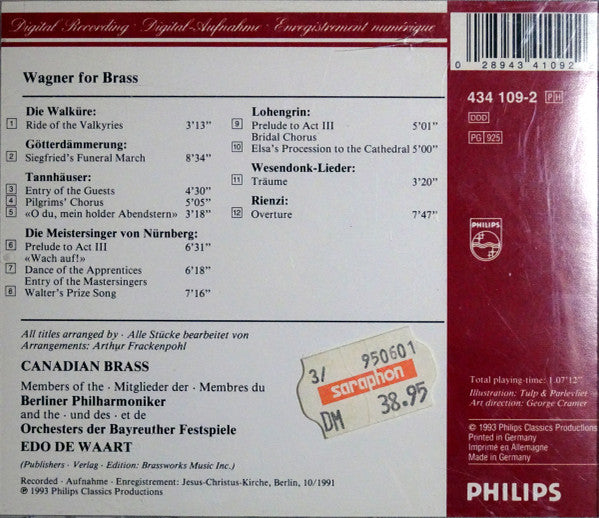 Digital Recording · Digital-Aufnahme · Enregistrement numérique
Wagner for Brass
Die Walküre:
1 Ride of the Valkyries 3’13”
Götterdämmerung:
2 Siegfried’s Funeral March 8’34”
Tannhäuser:
3 Entry of the Guests 4’30”
4 Pilgrims’ Chorus 5’05”
5 «O du, mein holder Abendstern» 3’18”
Die Meistersinger von Nürnberg:
6 Prelude to Act III 6’31”
«Wach auf!»
7 Dance of the Apprentices 6’18”
Entry of the Mastersingers
8 Walter’s Prize Song 7’16”
Lohengrin:
9 Prelude to Act III 5’01”
Bridal Chorus
10 Elsa’s Procession to the Cathedral 5’00”
Wesendonk-Lieder:
11 Träume 3’20”
Rienzi:
12 Overture 7’47”
All titles arranged by · Alle Stücke bearbeitet von
Arrangements: Arthur Frackenpohl
CANADIAN BRASS
Members of the · Mitglieder der · Membres du
Berliner Philharmoniker
and the · und des · et de
Orchesters der Bayreuther Festspiele
EDO DE WAART
(Publishers · Verlag · Edition: Brassworks Music Inc.)
Recorded · Aufnahme · Enregistrement: Jesus-Christus-Kirche, Berlin, 10/1991
℗ 1993 Philips Classics Productions
3/ 950601
saraphon
DM 38.95
0 28943 41092
434 109-2 PH
DDD
PG 925
PHILIPS
Total playing-time: 1.07’12”
Illustration: Tulp & Parlevliet
Art direction: George Cramer
© 1993 Philips Classics Productions
Printed in Germany
Imprimé en Allemagne
Made in Germany
PHILIPS